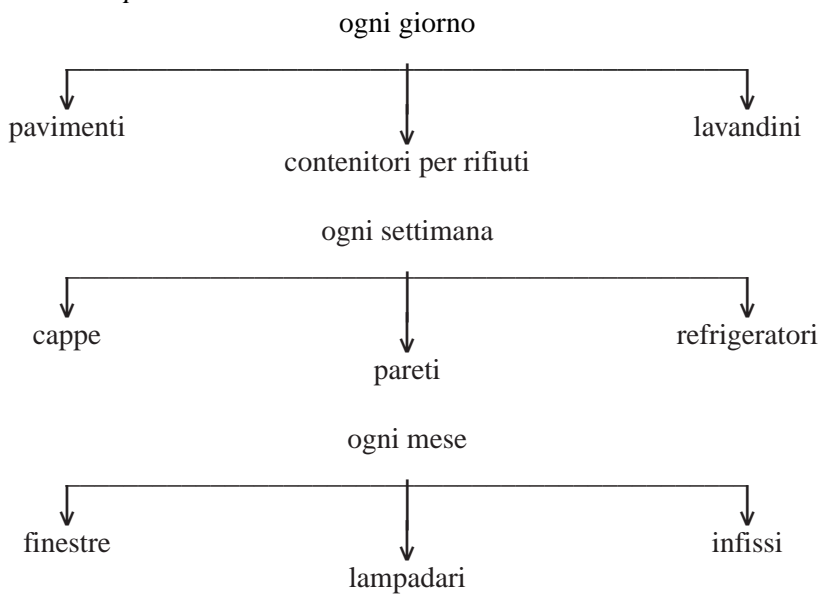 ogni giorno
pavimenti
lavandini
contenitori per rifiuti
ogni settimana
cappe
refrigeratori
pareti
ogni mese
finestre
infissi
lampadari